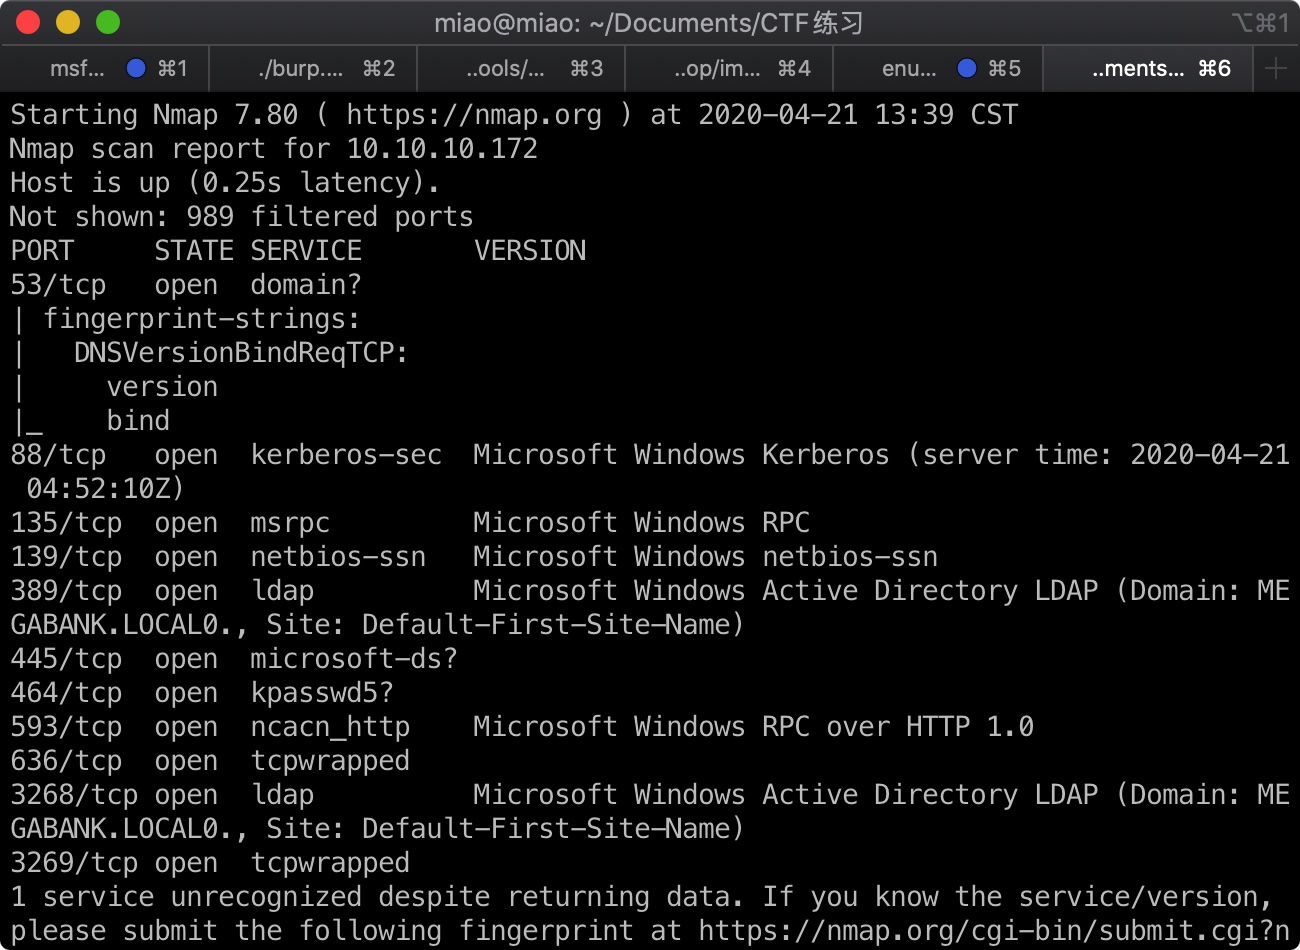 miao@miao: ~/Documents/CTF练习
⌥⌘1
msf... ⌘1 ./burp.... ⌘2 ..ools/... ⌘3 ..op/im... ⌘4 enu... ⌘5 ..ments... ⌘6
Starting Nmap 7.80 ( https://nmap.org ) at 2020-04-21 13:39 CST
Nmap scan report for 10.10.10.172
Host is up (0.25s latency).
Not shown: 989 filtered ports
PORT     STATE SERVICE       VERSION
53/tcp   open  domain?
| fingerprint-strings:
|   DNSVersionBindReqTCP:
|     version
|_    bind
88/tcp   open  kerberos-sec  Microsoft Windows Kerberos (server time: 2020-04-21
 04:52:10Z)
135/tcp  open  msrpc         Microsoft Windows RPC
139/tcp  open  netbios-ssn   Microsoft Windows netbios-ssn
389/tcp  open  ldap          Microsoft Windows Active Directory LDAP (Domain: ME
GABANK.LOCAL0., Site: Default-First-Site-Name)
445/tcp  open  microsoft-ds?
464/tcp  open  kpasswd5?
593/tcp  open  ncacn_http    Microsoft Windows RPC over HTTP 1.0
636/tcp  open  tcpwrapped
3268/tcp open  ldap          Microsoft Windows Active Directory LDAP (Domain: ME
GABANK.LOCAL0., Site: Default-First-Site-Name)
3269/tcp open  tcpwrapped
1 service unrecognized despite returning data. If you know the service/version,
please submit the following fingerprint at https://nmap.org/cgi-bin/submit.cgi?n